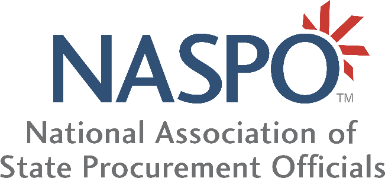 NASPO™
National Association of
State Procurement Officials